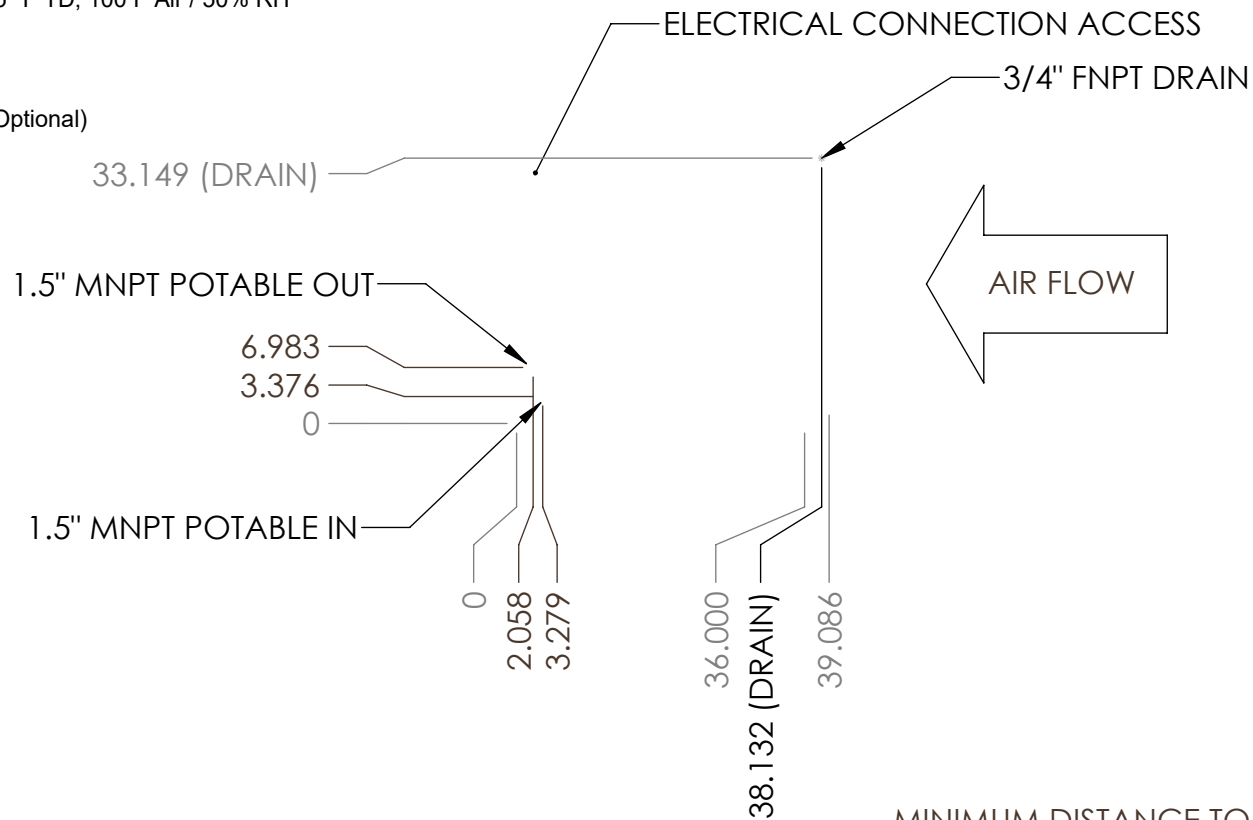 ELECTRICAL CONNECTION ACCESS
3/4" FNPT DRAIN
Optional)
33.149 (DRAIN)
AIR FLOW
1.5" MNPT POTABLE OUT
6.983
3.376
0
1.5" MNPT POTABLE IN
0
2.058
3.279
36.000
38.132 (DRAIN)
39.086